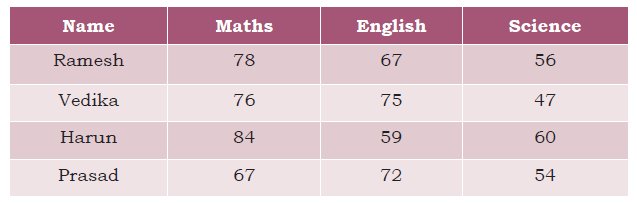 Name Maths English Science
Ramesh 78 67 56
Vedika 76 75 47
Harun 84 59 60
Prasad 67 72 54